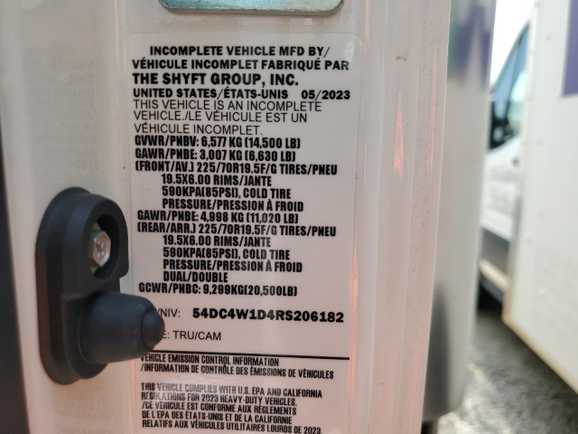 INCOMPLETE VEHICLE MFD BY/
VÉHICULE INCOMPLET FABRIQUÉ PAR
THE SHYFT GROUP, INC.
UNITED STATES/ÉTATS-UNIS 05/2023
THIS VEHICLE IS AN INCOMPLETE
VEHICLE./LE VÉHICULE EST UN
VÉHICULE INCOMPLET.
GVWR/PNBV: 6,577 KG (14,500 LB)
GAWR/PNBE: 3,007 KG (6,630 LB)
(FRONT/AV.) 225/70R19.5F/G TIRES/PNEU
19.5X6.00 RIMS/JANTE
590KPA(85PSI), COLD TIRE
PRESSURE/PRESSION À FROID
GAWR/PNBE: 4,998 KG (11,020 LB)
(REAR/ARR.) 225/70R19.5F/G TIRES/PNEU
19.5X6.00 RIMS/JANTE
590KPA(85PSI), COLD TIRE
PRESSURE/PRESSION À FROID
DUAL/DOUBLE
GCWR/PNBC: 9,299KG(20,500LB)
/NIV: 54DC4W1D4RS206182
E: TRU/CAM
VEHICLE EMISSION CONTROL INFORMATION
/INFORMATION DE CONTRÔLE DES ÉMISSIONS DE VÉHICULES
THIS VEHICLE COMPLIES WITH U.S. EPA AND CALIFORNIA
REGULATIONS FOR 2023 HEAVY-DUTY VEHICLES.
/CE VÉHICULE EST CONFORME AUX RÈGLEMENTS
DE L'EPA DES ÉTATS-UNIS ET DE LA CALIFORNIE
RELATIFS AUX VÉHICULES UTILITAIRES LOURDS DE 2023